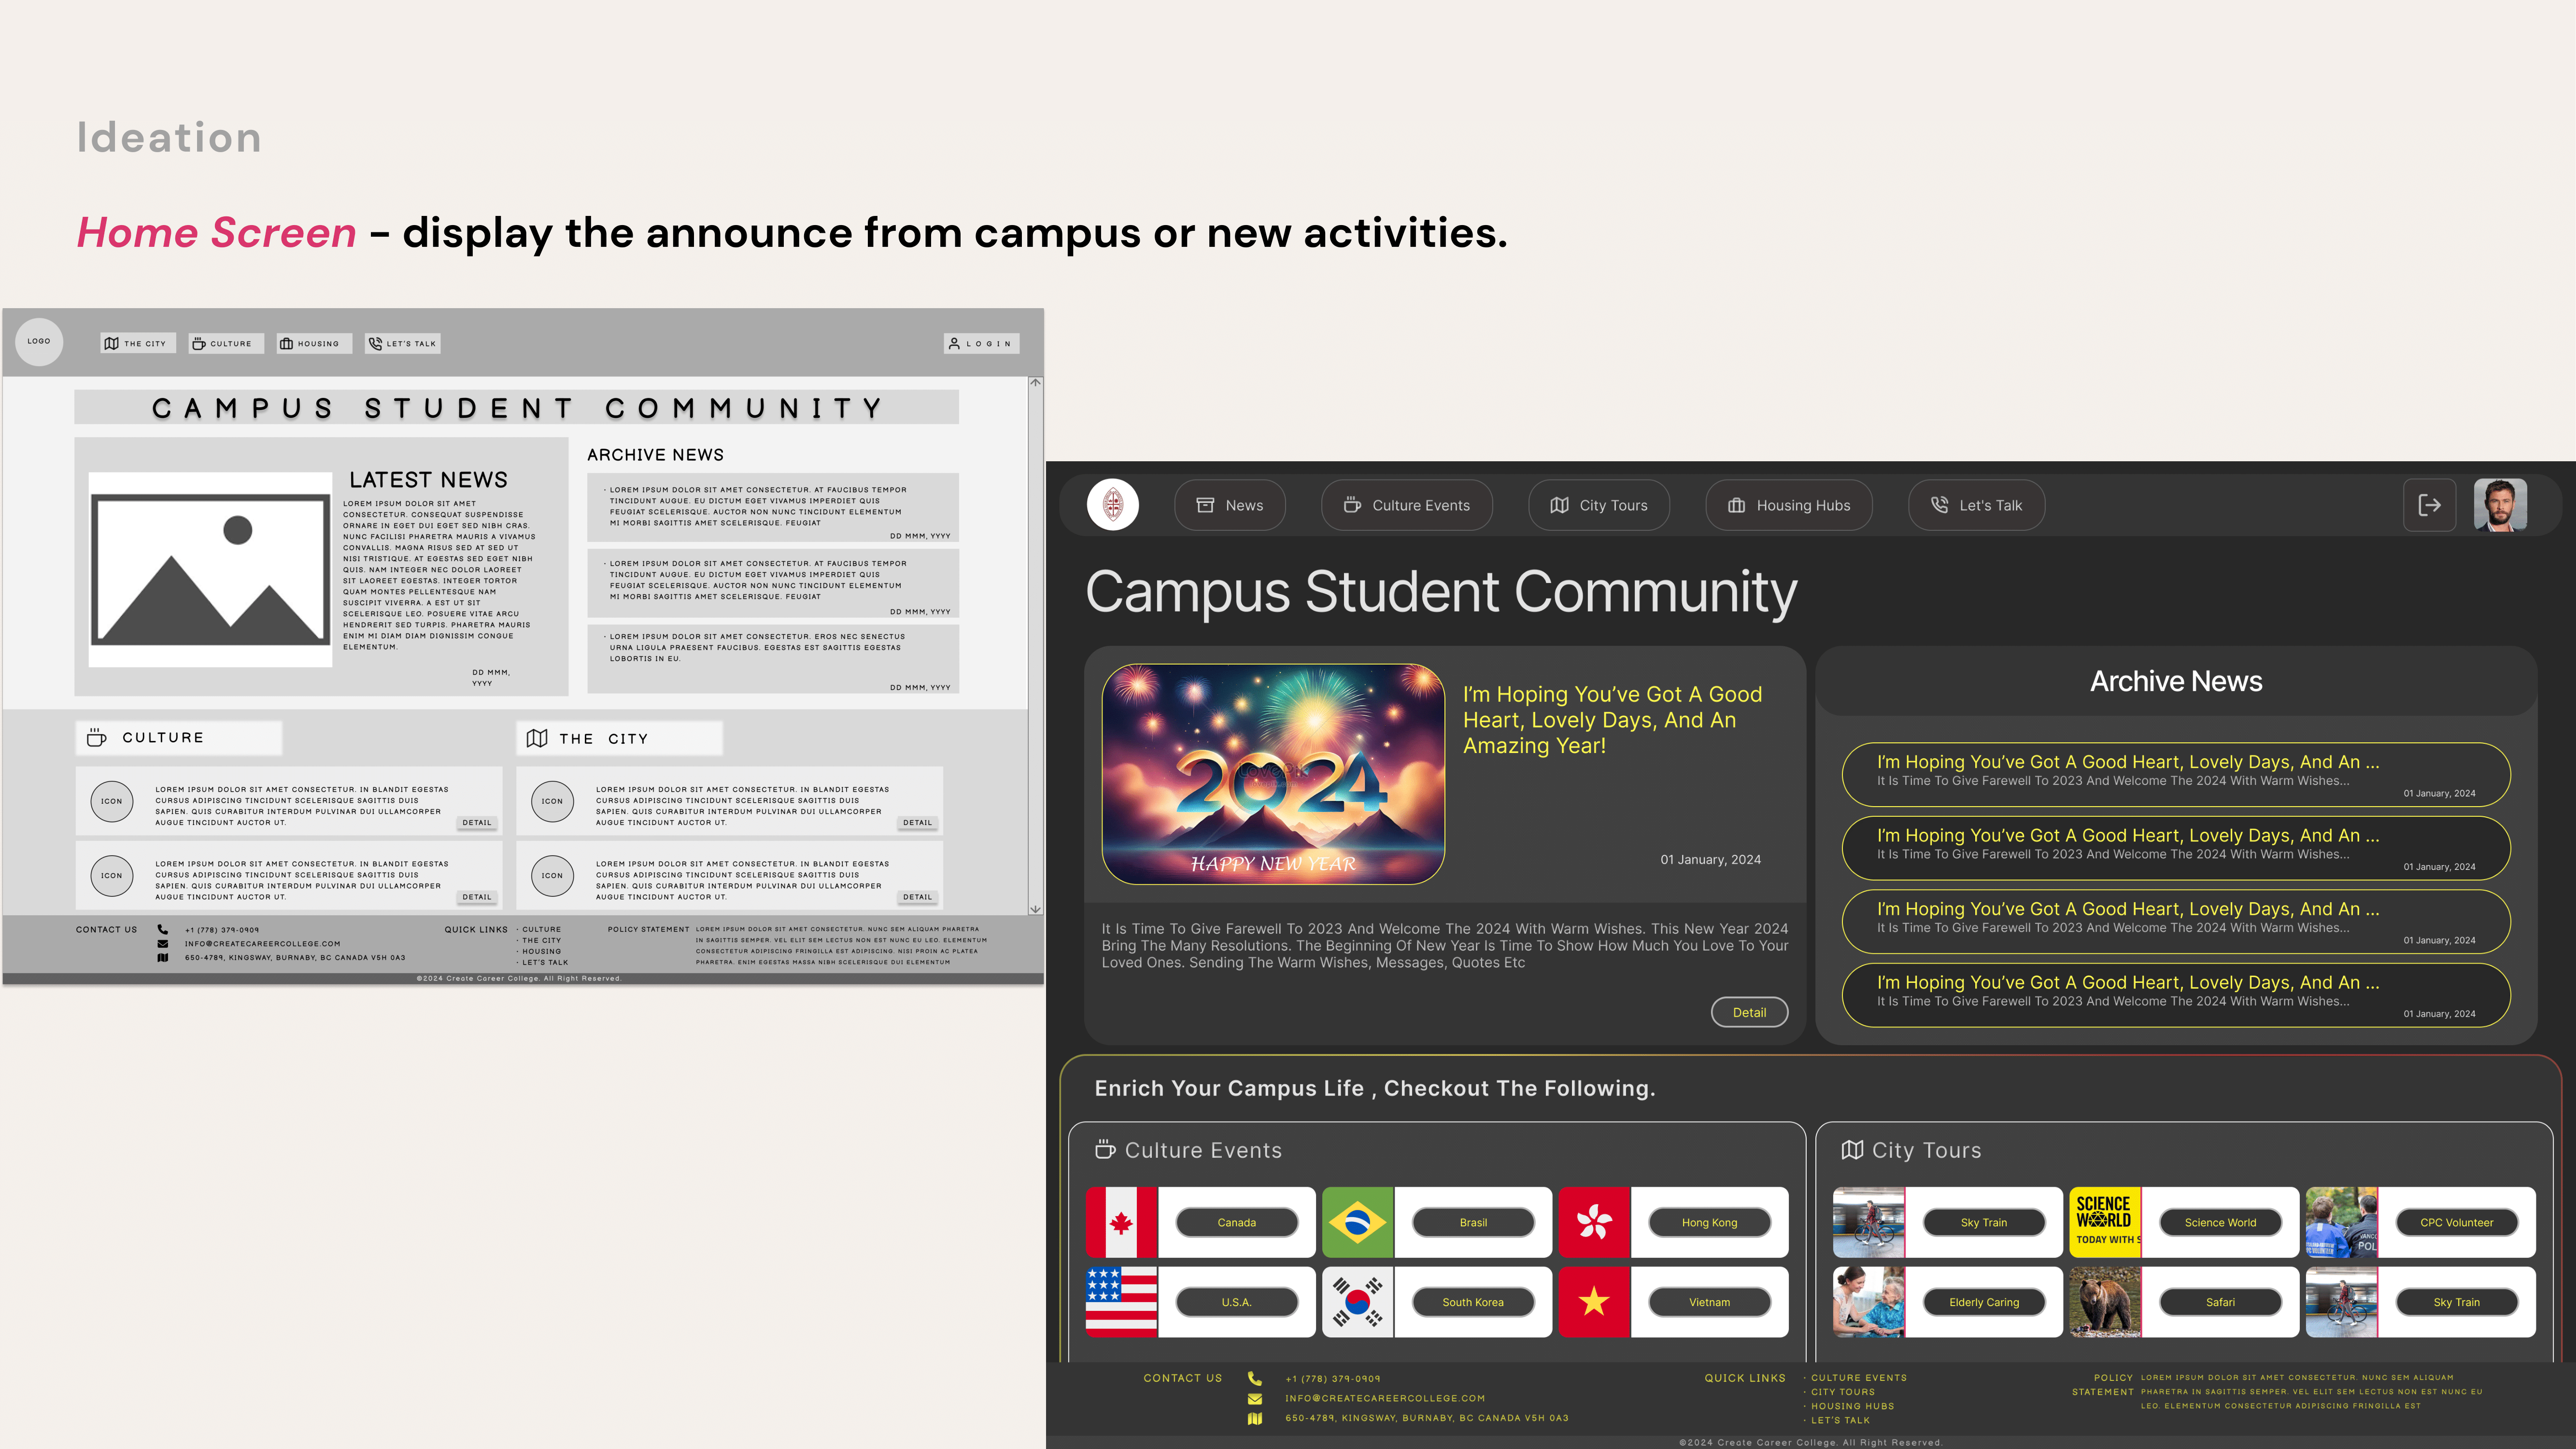 Ideation
Home Screen - display the announce from campus or new activities.
LOGO
THE CITY
CULTURE
HOUSING
LET'S TALK
LOGIN
CAMPUS STUDENT COMMUNITY
LATEST NEWS
LOREM IPSUM DOLOR SIT AMET
CONSECTETUR. CONSEQUAT SUSPENDISSE
ORNARE IN EGET DUI EGET SED NIBH CRAS.
NUNC FACILISI PHARETRA MAURIS A VIVAMUS
CONVALLIS. MAGNA RISUS SED AT SED UT
NISI TRISTIQUE. AT EGESTAS SED EGET NIBH
QUIS. NAM INTEGER NEC DOLOR LAOREET
SIT LAOREET EGESTAS. INTEGER TORTOR
QUAM MONTES PELLENTESQUE NAM
SUSCIPIT VIVERRA. A EST UT SIT
SCELERISQUE LEO. POSUERE VITAE ARCU
HENDRERIT SED TURPIS. PHARETRA MAURIS
ENIM MI DIAM DIAM DIGNISSIM CONGUE
ELEMENTUM.
DD MMM,
YYYY
ARCHIVE NEWS
· LOREM IPSUM DOLOR SIT AMET CONSECTETUR. AT FAUCIBUS TEMPOR
TINCIDUNT AUGUE. EU DICTUM EGET VIVAMUS IMPERDIET QUIS
FEUGIAT SCELERISQUE. AUCTOR NON NUNC TINCIDUNT ELEMENTUM
MI MORBI SAGITTIS AMET SCELERISQUE. FEUGIAT
DD MMM, YYYY
· LOREM IPSUM DOLOR SIT AMET CONSECTETUR. AT FAUCIBUS TEMPOR
TINCIDUNT AUGUE. EU DICTUM EGET VIVAMUS IMPERDIET QUIS
FEUGIAT SCELERISQUE. AUCTOR NON NUNC TINCIDUNT ELEMENTUM
MI MORBI SAGITTIS AMET SCELERISQUE. FEUGIAT
DD MMM, YYYY
· LOREM IPSUM DOLOR SIT AMET CONSECTETUR. EROS NEC SENECTUS
URNA LIGULA PRAESENT FAUCIBUS. EGESTAS EST SAGITTIS EGESTAS
LOBORTIS IN EU.
DD MMM, YYYY
CULTURE
ICON
LOREM IPSUM DOLOR SIT AMET CONSECTETUR. IN BLANDIT EGESTAS
CURSUS ADIPISCING TINCIDUNT SCELERISQUE SAGITTIS DUIS
SAPIEN. QUIS CURABITUR INTERDUM PULVINAR DUI ULLAMCORPER
AUGUE TINCIDUNT AUCTOR UT.
DETAIL
ICON
LOREM IPSUM DOLOR SIT AMET CONSECTETUR. IN BLANDIT EGESTAS
CURSUS ADIPISCING TINCIDUNT SCELERISQUE SAGITTIS DUIS
SAPIEN. QUIS CURABITUR INTERDUM PULVINAR DUI ULLAMCORPER
AUGUE TINCIDUNT AUCTOR UT.
DETAIL
THE CITY
ICON
LOREM IPSUM DOLOR SIT AMET CONSECTETUR. IN BLANDIT EGESTAS
CURSUS ADIPISCING TINCIDUNT SCELERISQUE SAGITTIS DUIS
SAPIEN. QUIS CURABITUR INTERDUM PULVINAR DUI ULLAMCORPER
AUGUE TINCIDUNT AUCTOR UT.
DETAIL
ICON
LOREM IPSUM DOLOR SIT AMET CONSECTETUR. IN BLANDIT EGESTAS
CURSUS ADIPISCING TINCIDUNT SCELERISQUE SAGITTIS DUIS
SAPIEN. QUIS CURABITUR INTERDUM PULVINAR DUI ULLAMCORPER
AUGUE TINCIDUNT AUCTOR UT.
DETAIL
CONTACT US
+1 (778) 379-0909
INFO@CREATECAREERCOLLEGE.COM
650-4789, KINGSWAY, BURNABY, BC CANADA V5H 0A3
QUICK LINKS
· CULTURE
· THE CITY
· HOUSING
· LET'S TALK
POLICY STATEMENT
LOREM IPSUM DOLOR SIT AMET CONSECTETUR. NUNC SEM ALIQUAM PHARETRA
IN SAGITTIS SEMPER. VEL ELIT SEM LECTUS NON EST NUNC EU LEO. ELEMENTUM
CONSECTETUR ADIPISCING FRINGILLA EST ADIPISCING. NISI PROIN AC PLATEA
PHARETRA. ENIM EGESTAS MASSA NIBH SCELERISQUE DUI ELEMENTUM
©2024 Create Career College. All Right Reserved.
News
Culture Events
City Tours
Housing Hubs
Let's Talk
Campus Student Community
2024
HAPPY NEW YEAR
I'm Hoping You've Got A Good
Heart, Lovely Days, And An
Amazing Year!
01 January, 2024
It Is Time To Give Farewell To 2023 And Welcome The 2024 With Warm Wishes. This New Year 2024
Bring The Many Resolutions. The Beginning Of New Year Is Time To Show How Much You Love To Your
Loved Ones. Sending The Warm Wishes, Messages, Quotes Etc
Detail
Archive News
I'm Hoping You've Got A Good Heart, Lovely Days, And An ...
It Is Time To Give Farewell To 2023 And Welcome The 2024 With Warm Wishes...
01 January, 2024
I'm Hoping You've Got A Good Heart, Lovely Days, And An ...
It Is Time To Give Farewell To 2023 And Welcome The 2024 With Warm Wishes...
01 January, 2024
I'm Hoping You've Got A Good Heart, Lovely Days, And An ...
It Is Time To Give Farewell To 2023 And Welcome The 2024 With Warm Wishes...
01 January, 2024
I'm Hoping You've Got A Good Heart, Lovely Days, And An ...
It Is Time To Give Farewell To 2023 And Welcome The 2024 With Warm Wishes...
01 January, 2024
Enrich Your Campus Life , Checkout The Following.
Culture Events
Canada
Brasil
Hong Kong
U.S.A.
South Korea
Vietnam
City Tours
Sky Train
SCIENCE
WORLD
TODAY WITH S
Science World
POL
CPC Volunteer
Elderly Caring
Safari
Sky Train
CONTACT US
+1 (778) 379-0909
INFO@CREATECAREERCOLLEGE.COM
650-4789, KINGSWAY, BURNABY, BC CANADA V5H 0A3
QUICK LINKS
· CULTURE EVENTS
· CITY TOURS
· HOUSING HUBS
· LET'S TALK
POLICY
STATEMENT
LOREM IPSUM DOLOR SIT AMET CONSECTETUR. NUNC SEM ALIQUAM
PHARETRA IN SAGITTIS SEMPER. VEL ELIT SEM LECTUS NON EST NUNC EU
LEO. ELEMENTUM CONSECTETUR ADIPISCING FRINGILLA EST
©2024 Create Career College. All Right Reserved.